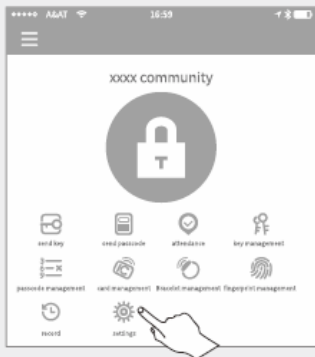 A&AT 16:59
xxxx community
T
send key send passcode attendance key management
passcode management card management Bracelet management fingerprint management
record settings